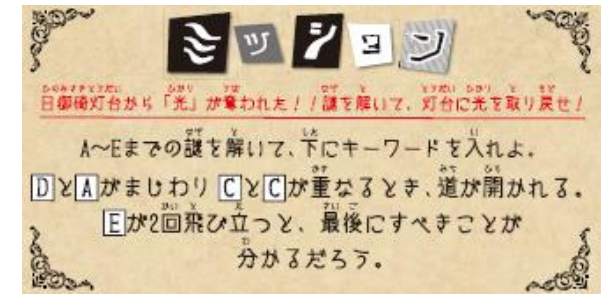 ミッション
日御碕灯台から「光」が奪われた！！謎を解いて、灯台に光を取り戻せ！
A～Eまでの謎を解いて、下にキーワードを入れよ。
DとAがまじわりCとCが重なるとき、道が開かれる。
Eが2回飛び立つと、最後にすべきことが
分かるだろう。